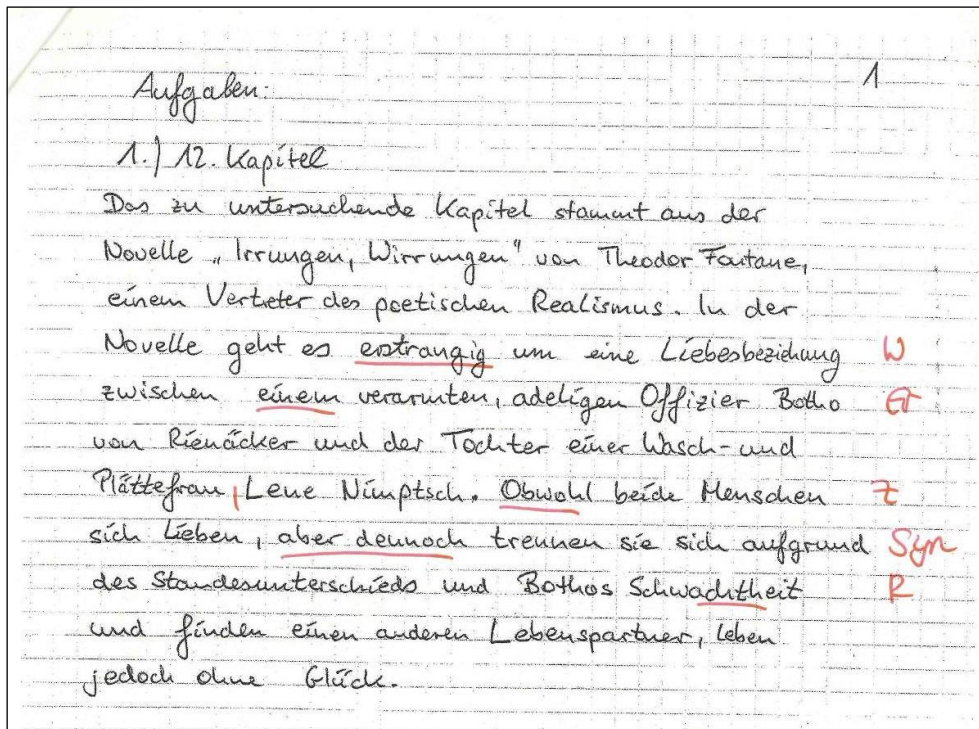 1
Aufgaben:
1.) 12. Kapitel
Das zu untersuchende Kapitel stammt aus der
Novelle „Irrungen, Wirrungen" von Theodor Fontane,
einem Vertreter des poetischen Realismus. In der
Novelle geht es erstrangig um eine Liebesbeziehung W
zwischen einem verarmten, adeligen Offizier Botho Gr
von Rienäcker und der Tochter einer Wasch- und
Plättefrau, Lene Nimptsch. Obwohl beide Menschen Z
sich Lieben, aber dennoch trennen sie sich aufgrund Syn
des Standesunterschieds und Bothos Schwachtheit R
und finden einen anderen Lebenspartner, leben
jedoch ohne Glück.